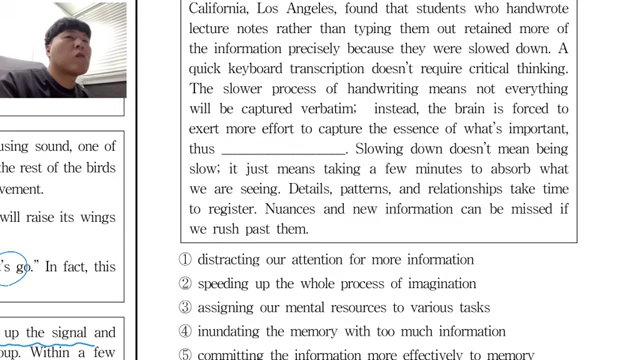 California, Los Angeles, found that students who handwrote
lecture notes rather than typing them out retained more of
the information precisely because they were slowed down. A
quick keyboard transcription doesn't require critical thinking.
The slower process of handwriting means not everything
will be captured verbatim; instead, the brain is forced to
exert more effort to capture the essence of what's important,
thus ____________________. Slowing down doesn't mean being
slow; it just means taking a few minutes to absorb what
we are seeing. Details, patterns, and relationships take time
to register. Nuances and new information can be missed if
we rush past them.
① distracting our attention for more information
② speeding up the whole process of imagination
③ assigning our mental resources to various tasks
④ inundating the memory with too much information
⑤ committing the information more effectively to memory
using sound, one of
the rest of the birds
vement.
will raise its wings
's go." In fact, this
up the signal and
oup. Within a few